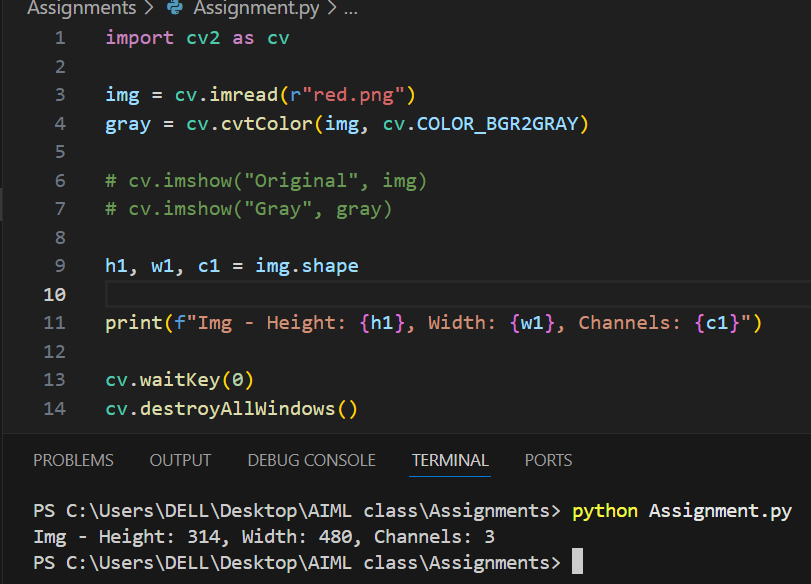 Assignments > Assignment.py > ...
1 import cv2 as cv
2
3 img = cv.imread(r"red.png")
4 gray = cv.cvtColor(img, cv.COLOR_BGR2GRAY)
5
6 # cv.imshow("Original", img)
7 # cv.imshow("Gray", gray)
8
9 h1, w1, c1 = img.shape
10
11 print(f"Img - Height: {h1}, Width: {w1}, Channels: {c1}")
12
13 cv.waitKey(0)
14 cv.destroyAllWindows()
PROBLEMS OUTPUT DEBUG CONSOLE TERMINAL PORTS
PS C:\Users\DELL\Desktop\AIML class\Assignments> python Assignment.py
Img - Height: 314, Width: 480, Channels: 3
PS C:\Users\DELL\Desktop\AIML class\Assignments>